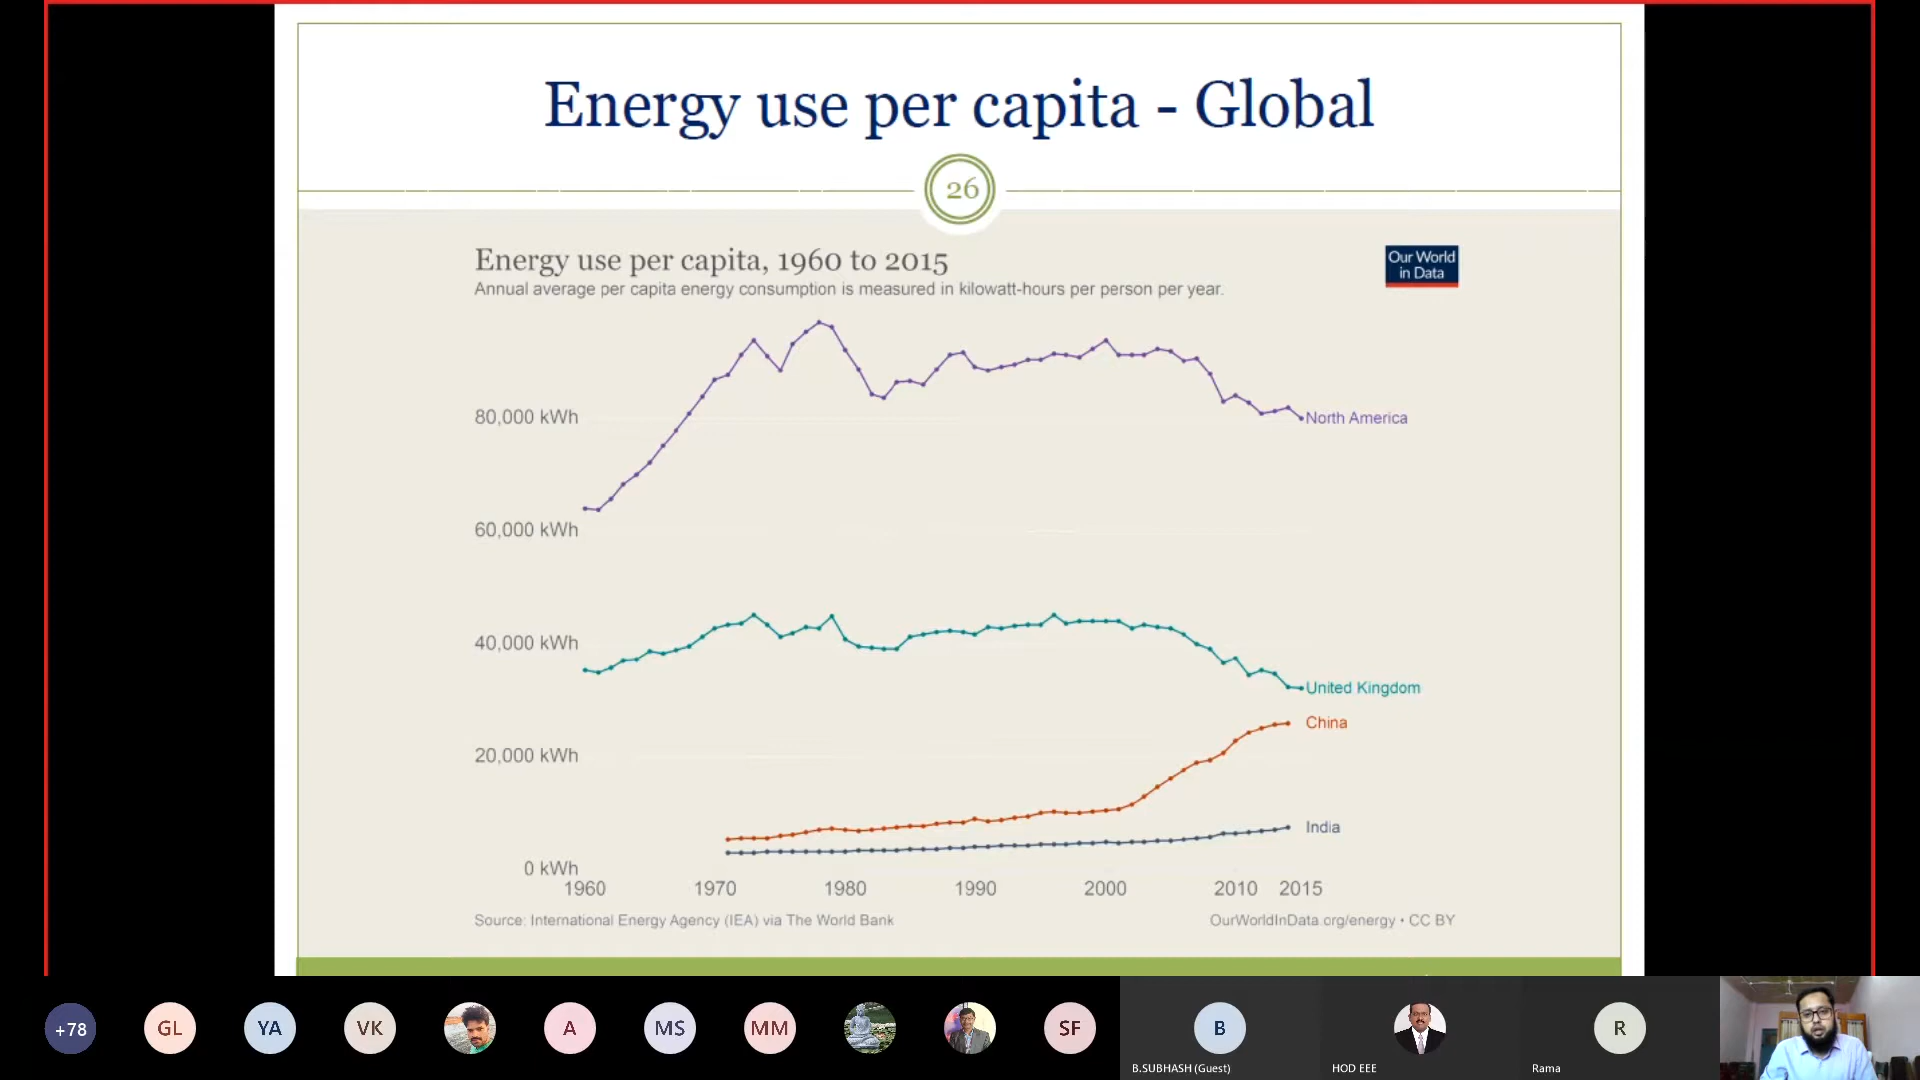 Energy use per capita - Global
26
Energy use per capita, 1960 to 2015
Annual average per capita energy consumption is measured in kilowatt-hours per person per year.
Our World
in Data
80,000 kWh
North America
60,000 kWh
40,000 kWh
United Kingdom
China
20,000 kWh
India
0 kWh
1960 1970 1980 1990 2000 2010 2015
Source: International Energy Agency (IEA) via The World Bank
OurWorldInData.org/energy • CC BY
+78 GL YA VK A MS MM SF B R
B.SUBHASH (Guest) HOD EEE Rama